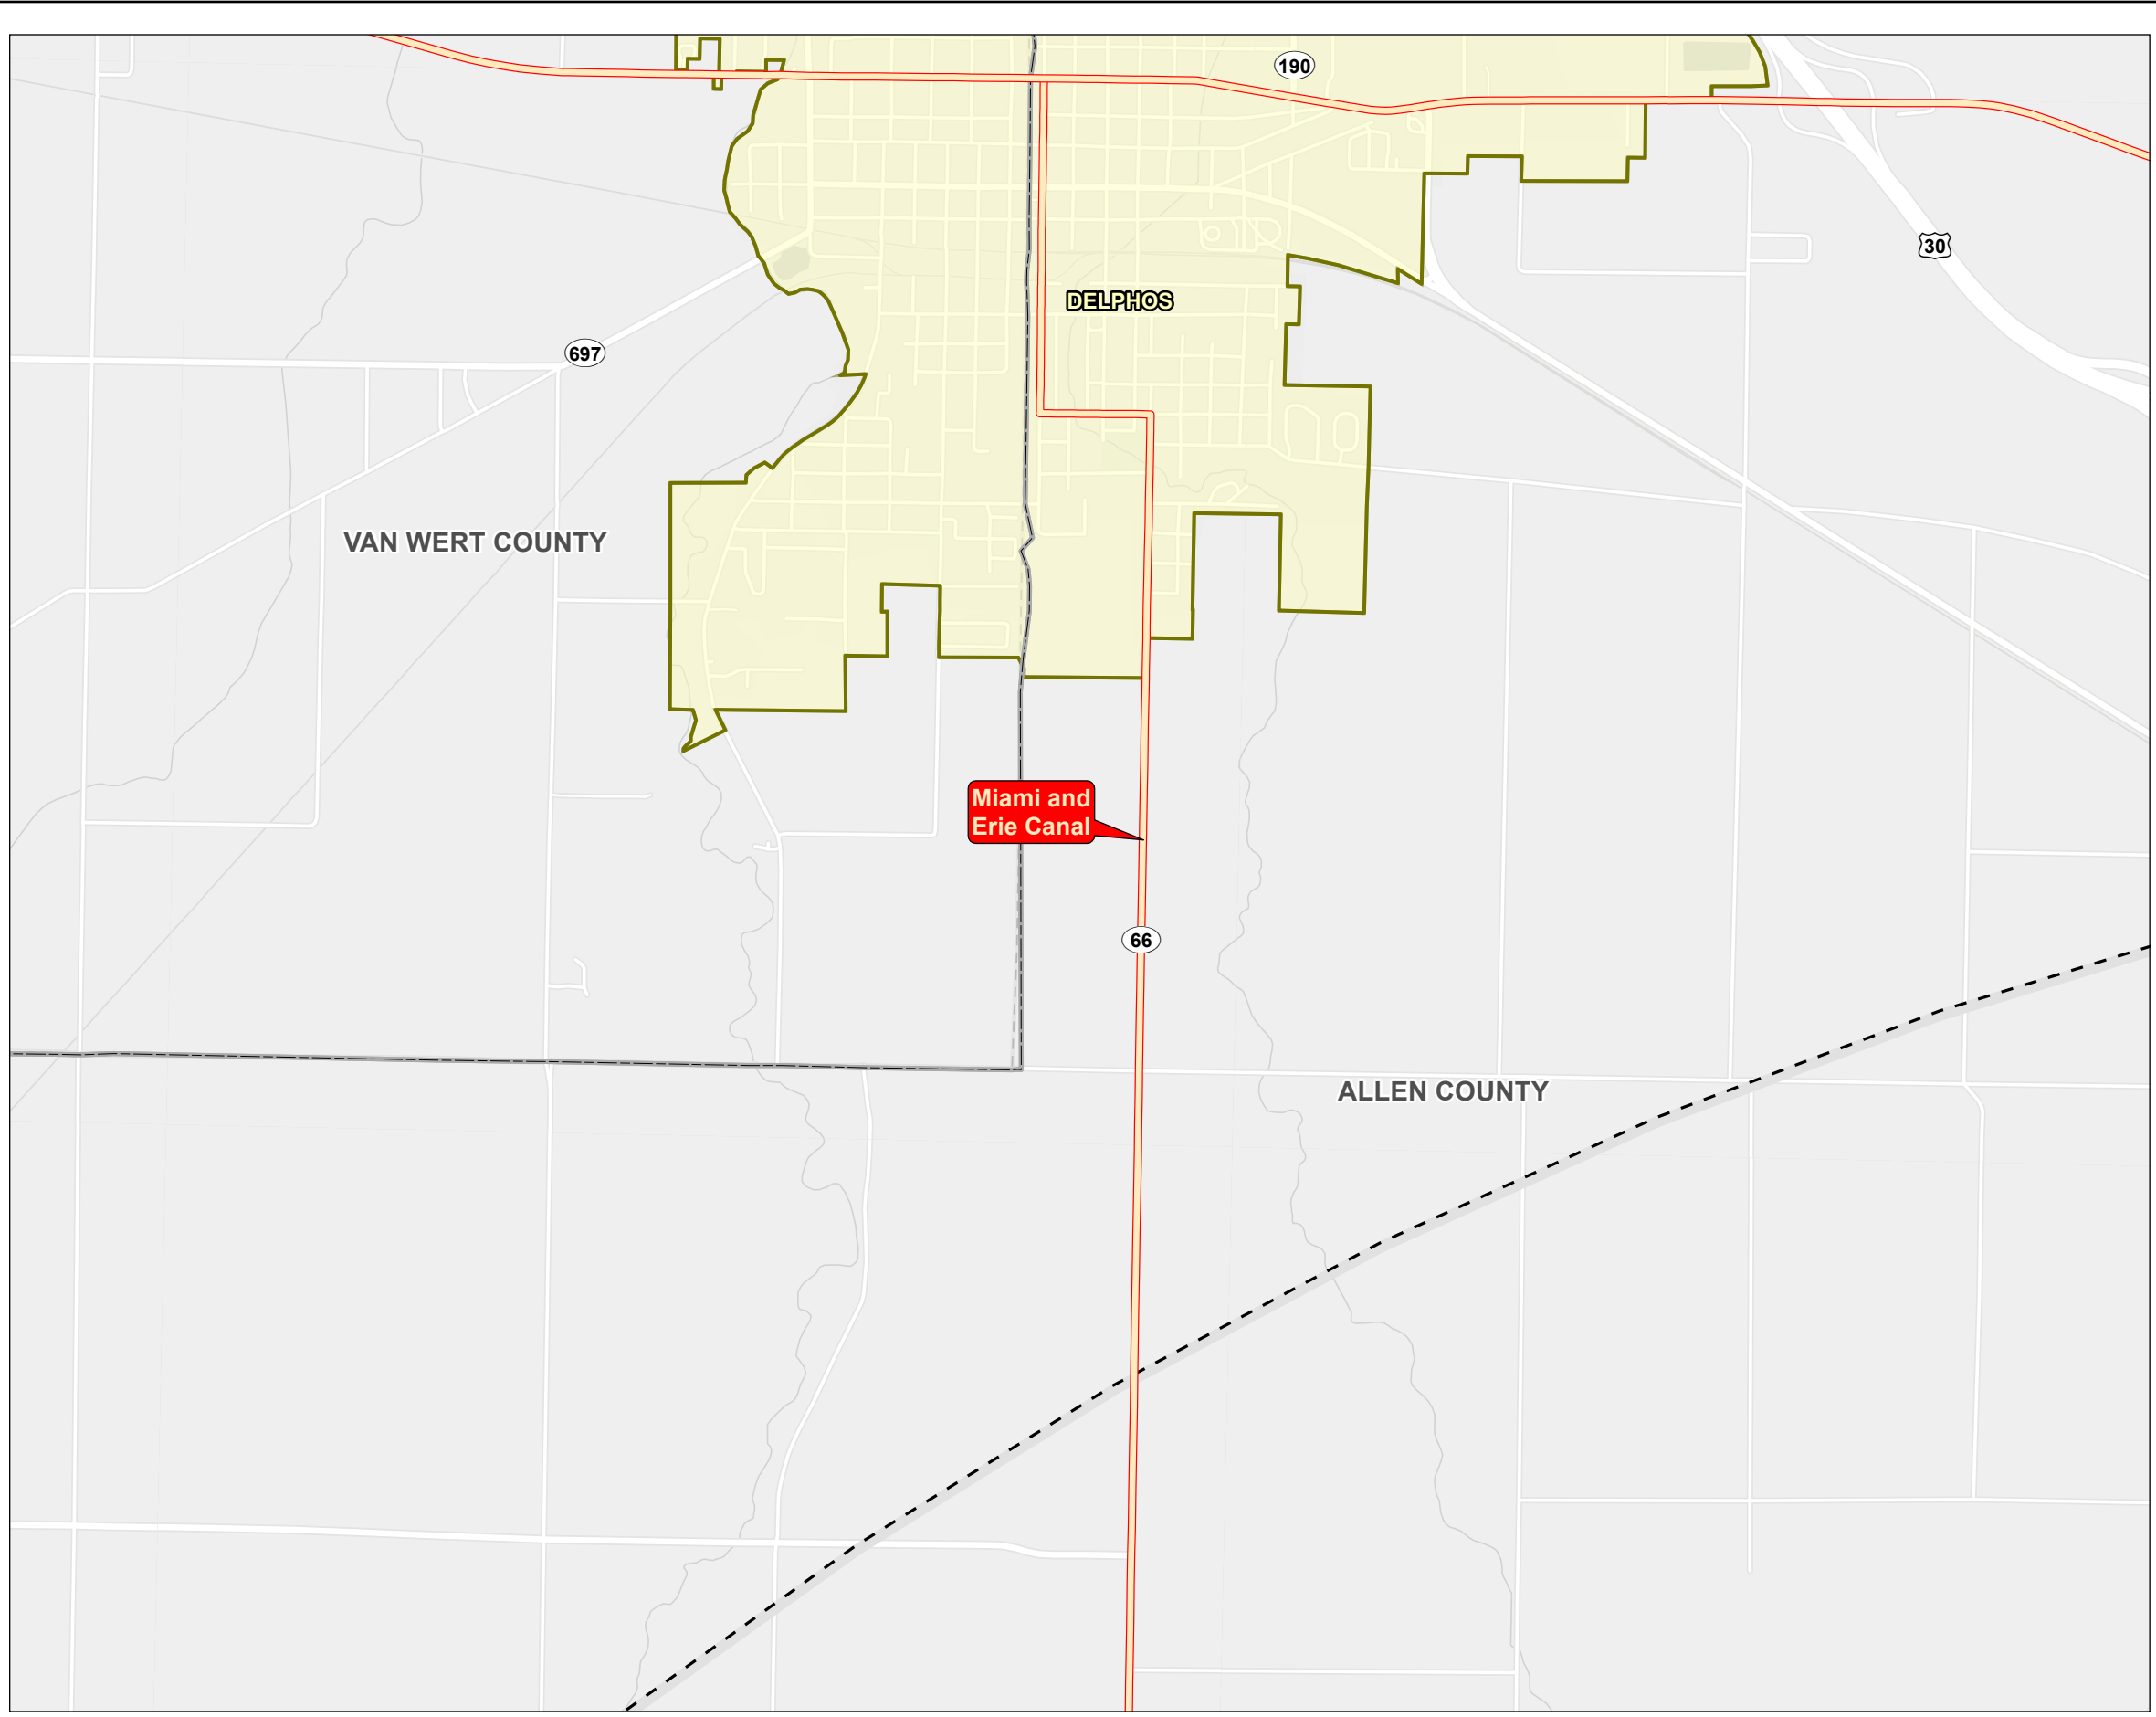 190
30
DELPHOS
697
VAN WERT COUNTY
Miami and
Erie Canal
66
ALLEN COUNTY